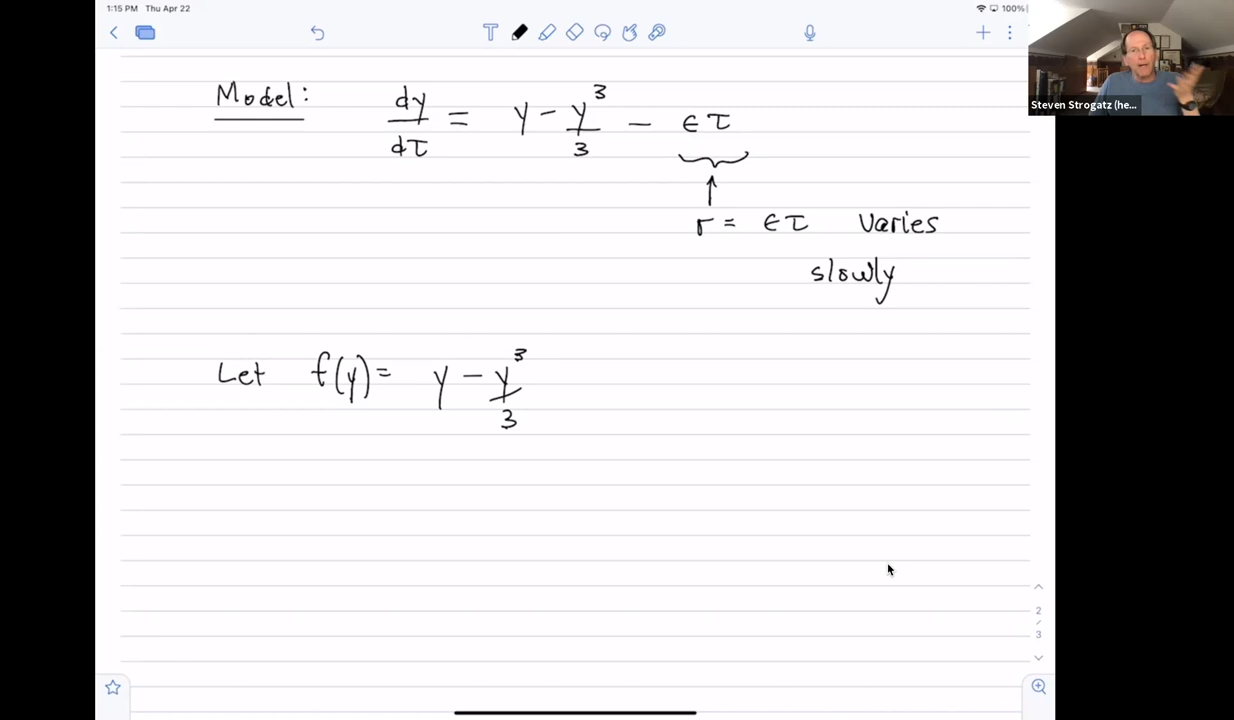 1:15 PM Thu Apr 22
100%
Steven Strogatz (he...
Model: dy/dτ = y - y³/3 - ϵτ
r = ϵτ varies
slowly
Let f(y) = y - y³/3
2
/
3